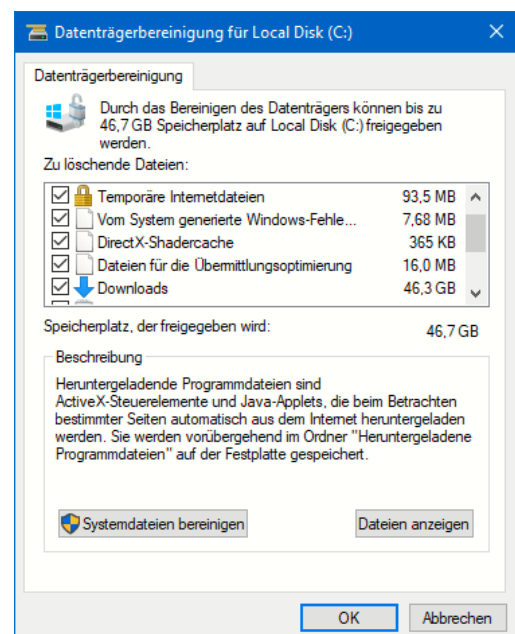 Datenträgerbereinigung für Local Disk (C:)
Datenträgerbereinigung
Durch das Bereinigen des Datenträgers können bis zu
46,7 GB Speicherplatz auf Local Disk (C:) freigegeben
werden.
Zu löschende Dateien:
Temporäre Internetdateien 93,5 MB
Vom System generierte Windows-Fehle... 7,68 MB
DirectX-Shadercache 365 KB
Dateien für die Übermittlungsoptimierung 16,0 MB
Downloads 46,3 GB
Speicherplatz, der freigegeben wird: 46,7 GB
Beschreibung
Heruntergeladende Programmdateien sind
ActiveX-Steuerelemente und Java-Applets, die beim Betrachten
bestimmter Seiten automatisch aus dem Internet heruntergeladen
werden. Sie werden vorübergehend im Ordner "Heruntergeladene
Programmdateien" auf der Festplatte gespeichert.
Systemdateien bereinigen Dateien anzeigen
OK Abbrechen